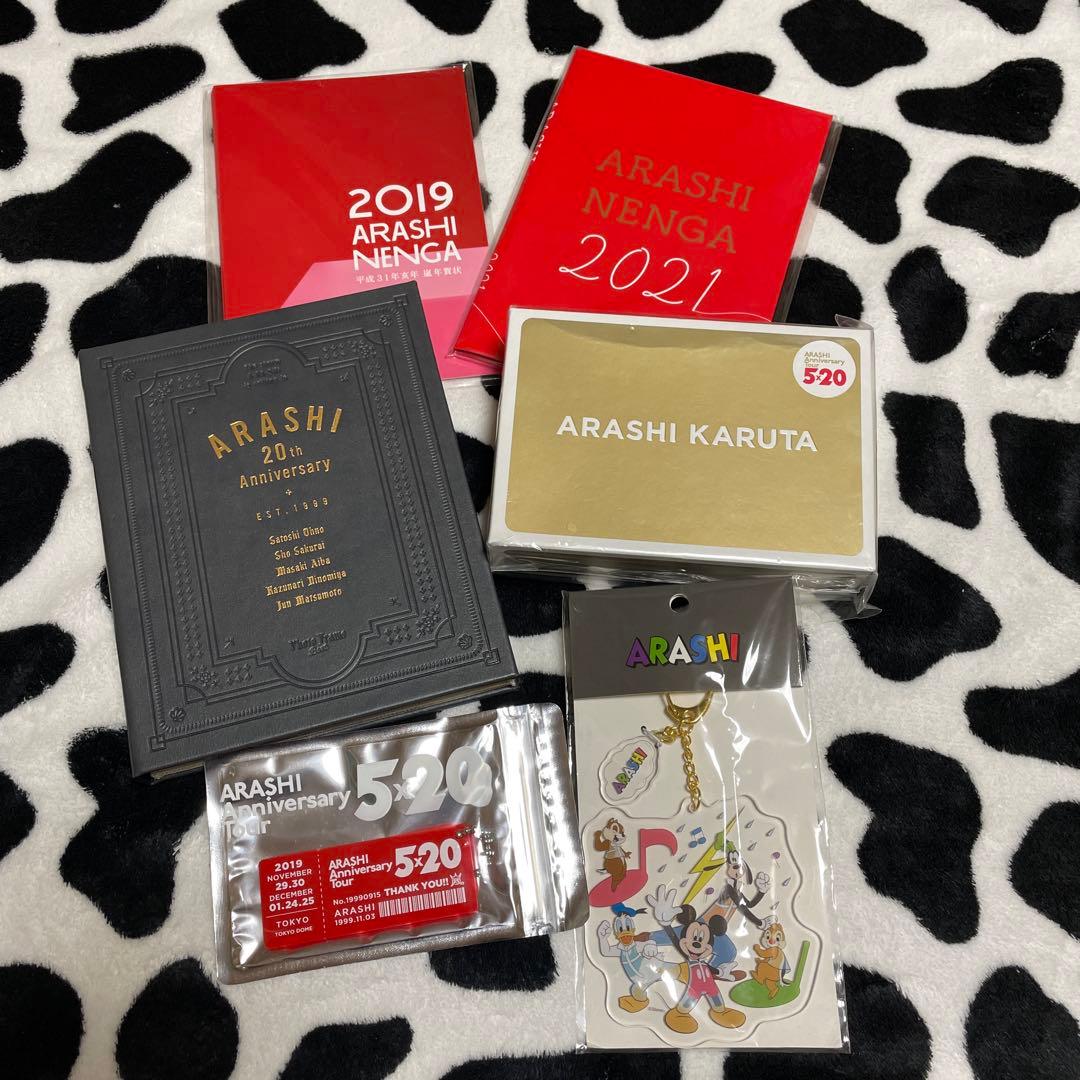 2019
ARASHI
NENGA
平成31年亥年 嵐年賀状
ARASHI
NENGA
2021
ARASHI
20th
Anniversary
EST. 1999
Satoshi Ohno
Sho Sakurai
Masaki Aiba
Kazunari Ninomiya
Jun Matsumoto
Photo Frame
ARASHI
Anniversary
Tour
5×20
ARASHI KARUTA
ARASHI
ARASHI
ARASHI
Anniversary
Tour
5×20
2019
NOVEMBER
29.30
DECEMBER
01.24.25
TOKYO
TOKYO DOME
ARASHI
Anniversary
Tour
5×20
No.19990915 THANK YOU!!
ARASHI
1999.11.03